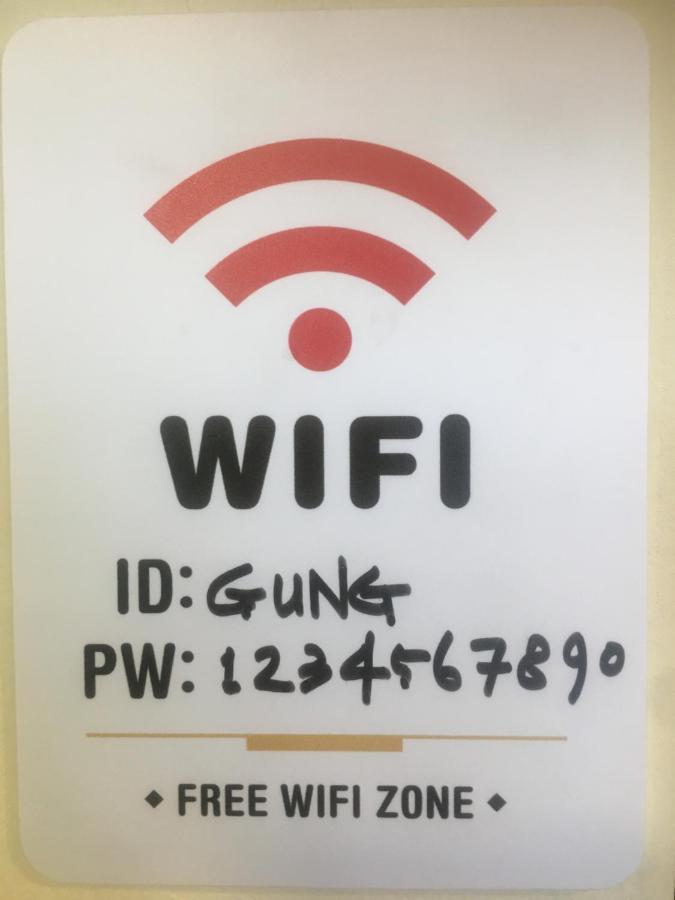 WIFI
ID: GUNG
PW: 1234567890
◆ FREE WIFI ZONE ◆